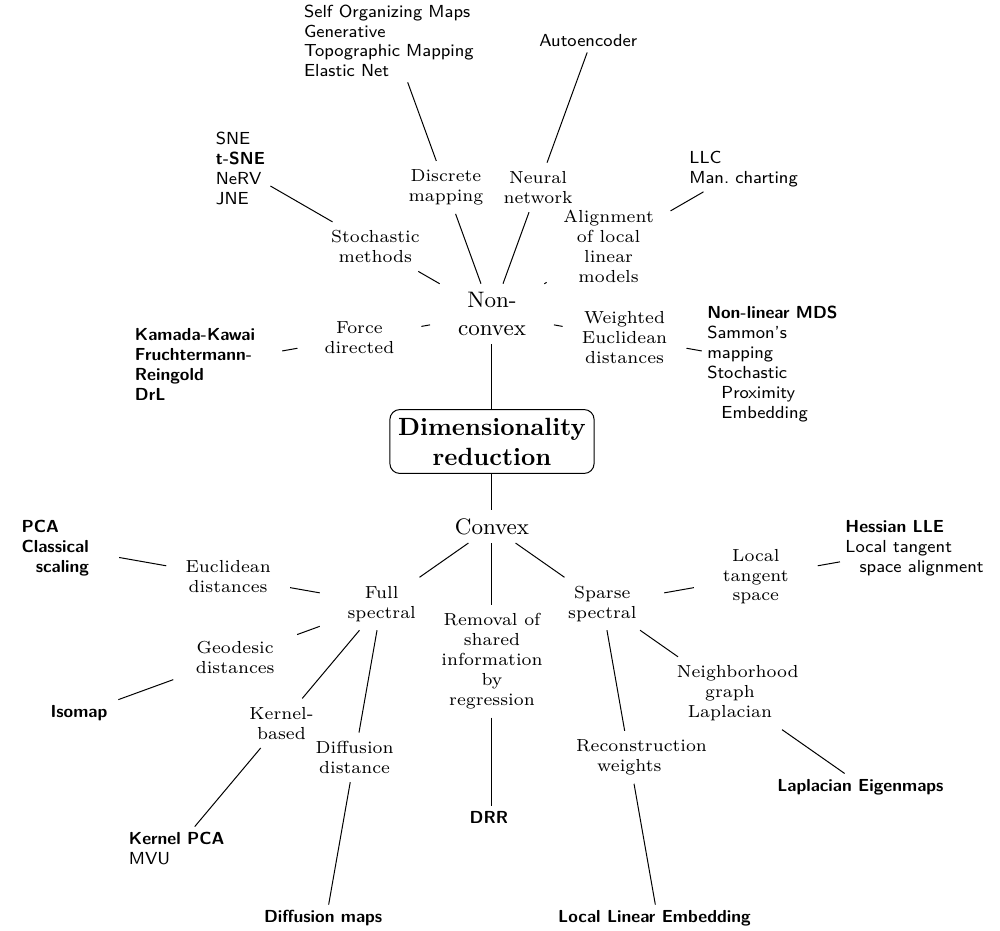 Self Organizing Maps
Generative
Topographic Mapping
Elastic Net
Autoencoder
SNE
t-SNE
NeRV
JNE
LLC
Man. charting
Discrete
mapping
Neural
network
Stochastic
methods
Alignment
of local
linear
models
Non-
convex
Force
directed
Weighted
Euclidean
distances
Kamada-Kawai
Fruchtermann-
Reingold
DrL
Non-linear MDS
Sammon's
mapping
Stochastic
Proximity
Embedding
Dimensionality
reduction
Convex
PCA
Classical
scaling
Euclidean
distances
Full
spectral
Sparse
spectral
Local
tangent
space
Hessian LLE
Local tangent
space alignment
Geodesic
distances
Removal of
shared
information
by
regression
Neighborhood
graph
Laplacian
Isomap
Kernel-
based
Diffusion
distance
Reconstruction
weights
Laplacian Eigenmaps
DRR
Kernel PCA
MVU
Diffusion maps
Local Linear Embedding